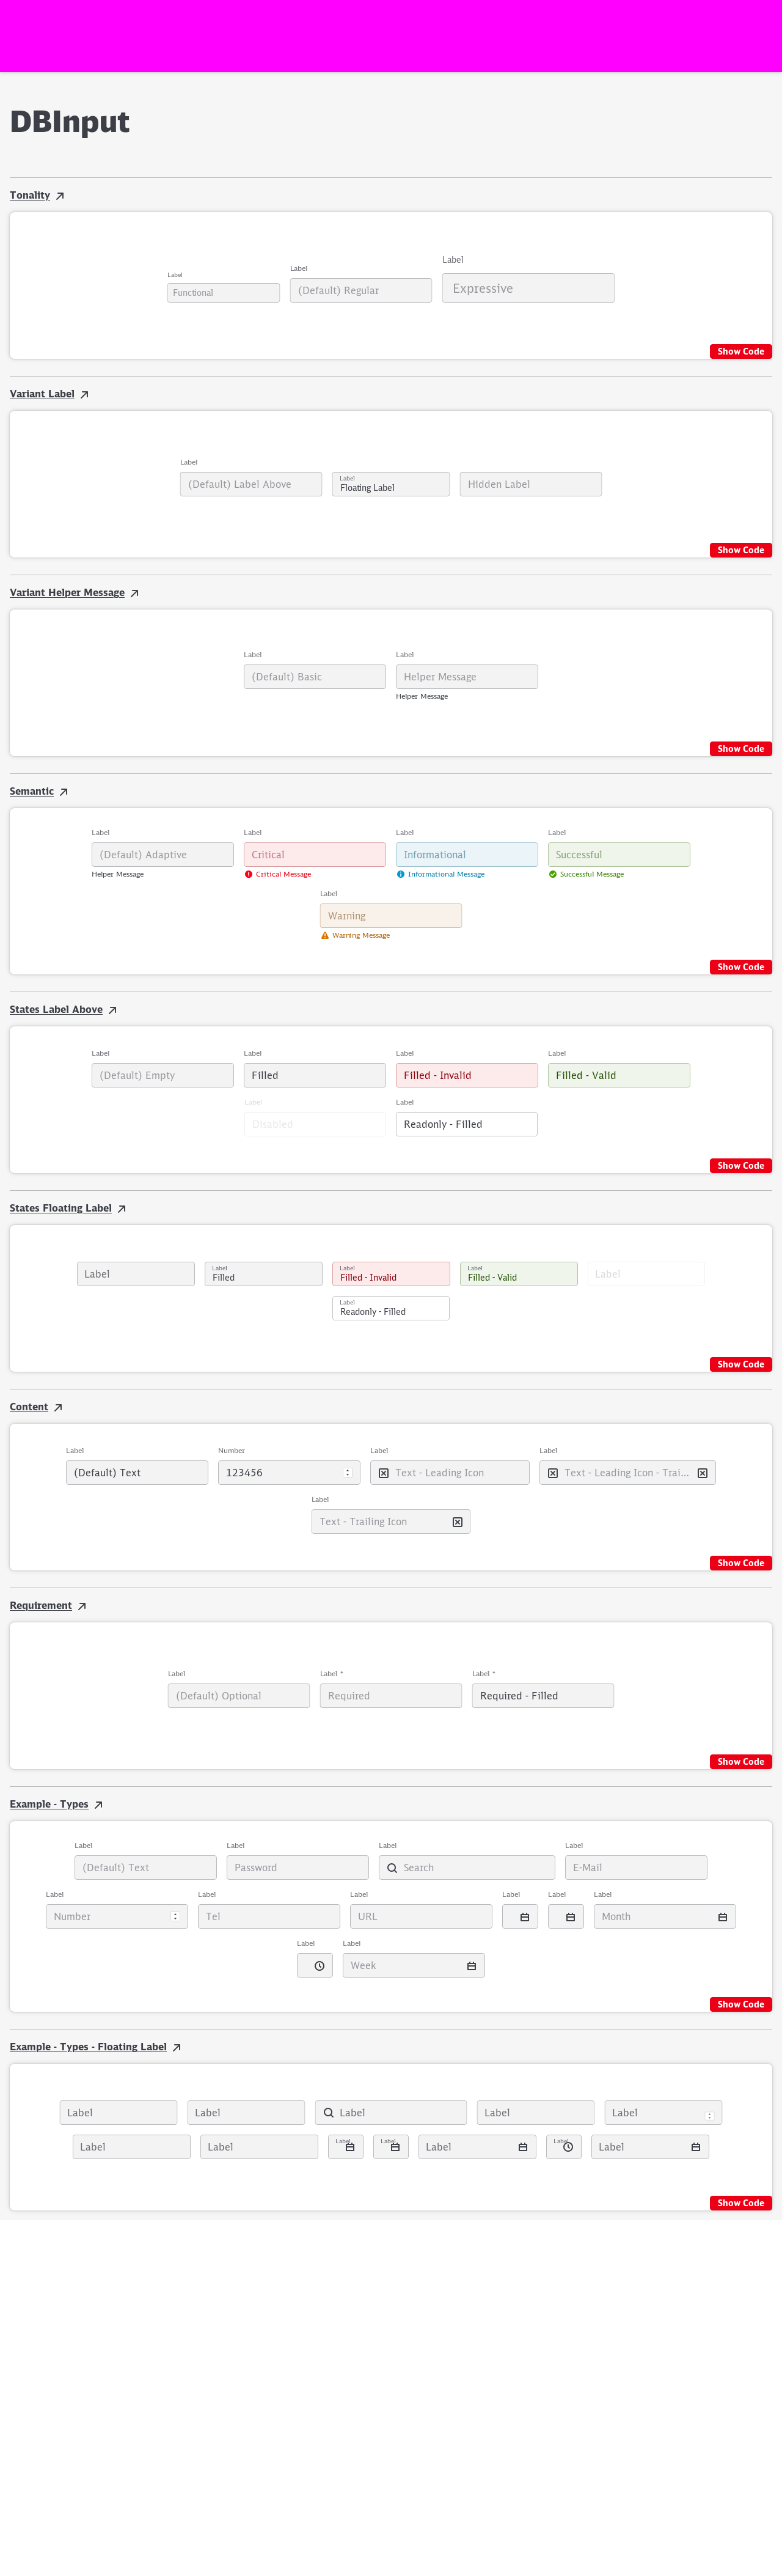 DBInput
Tonality
Label
Label
Label
Functional
(Default) Regular
Expressive
Show Code
Variant Label
Label
(Default) Label Above
Label
Floating Label
Hidden Label
Show Code
Variant Helper Message
Label
Label
(Default) Basic
Helper Message
Helper Message
Show Code
Semantic
Label
Label
Label
Label
(Default) Adaptive
Critical
Informational
Successful
Helper Message
Critical Message
Informational Message
Successful Message
Label
Warning
Warning Message
Show Code
States Label Above
Label
Label
Label
Label
(Default) Empty
Filled
Filled - Invalid
Filled - Valid
Label
Label
Disabled
Readonly - Filled
Show Code
States Floating Label
Label
Label
Filled
Label
Filled - Invalid
Label
Filled - Valid
Label
Label
Readonly - Filled
Show Code
Content
Label
Number
Label
Label
(Default) Text
123456
Text - Leading Icon
Text - Leading Icon - Trai...
Label
Text - Trailing Icon
Show Code
Requirement
Label
Label *
Label *
(Default) Optional
Required
Required - Filled
Show Code
Example - Types
Label
Label
Label
Label
(Default) Text
Password
Search
E-Mail
Label
Label
Label
Label
Label
Label
Number
Tel
URL
Month
Label
Label
Week
Show Code
Example - Types - Floating Label
Label
Label
Label
Label
Label
Label
Label
Label
Label
Label
Label
Label
Show Code